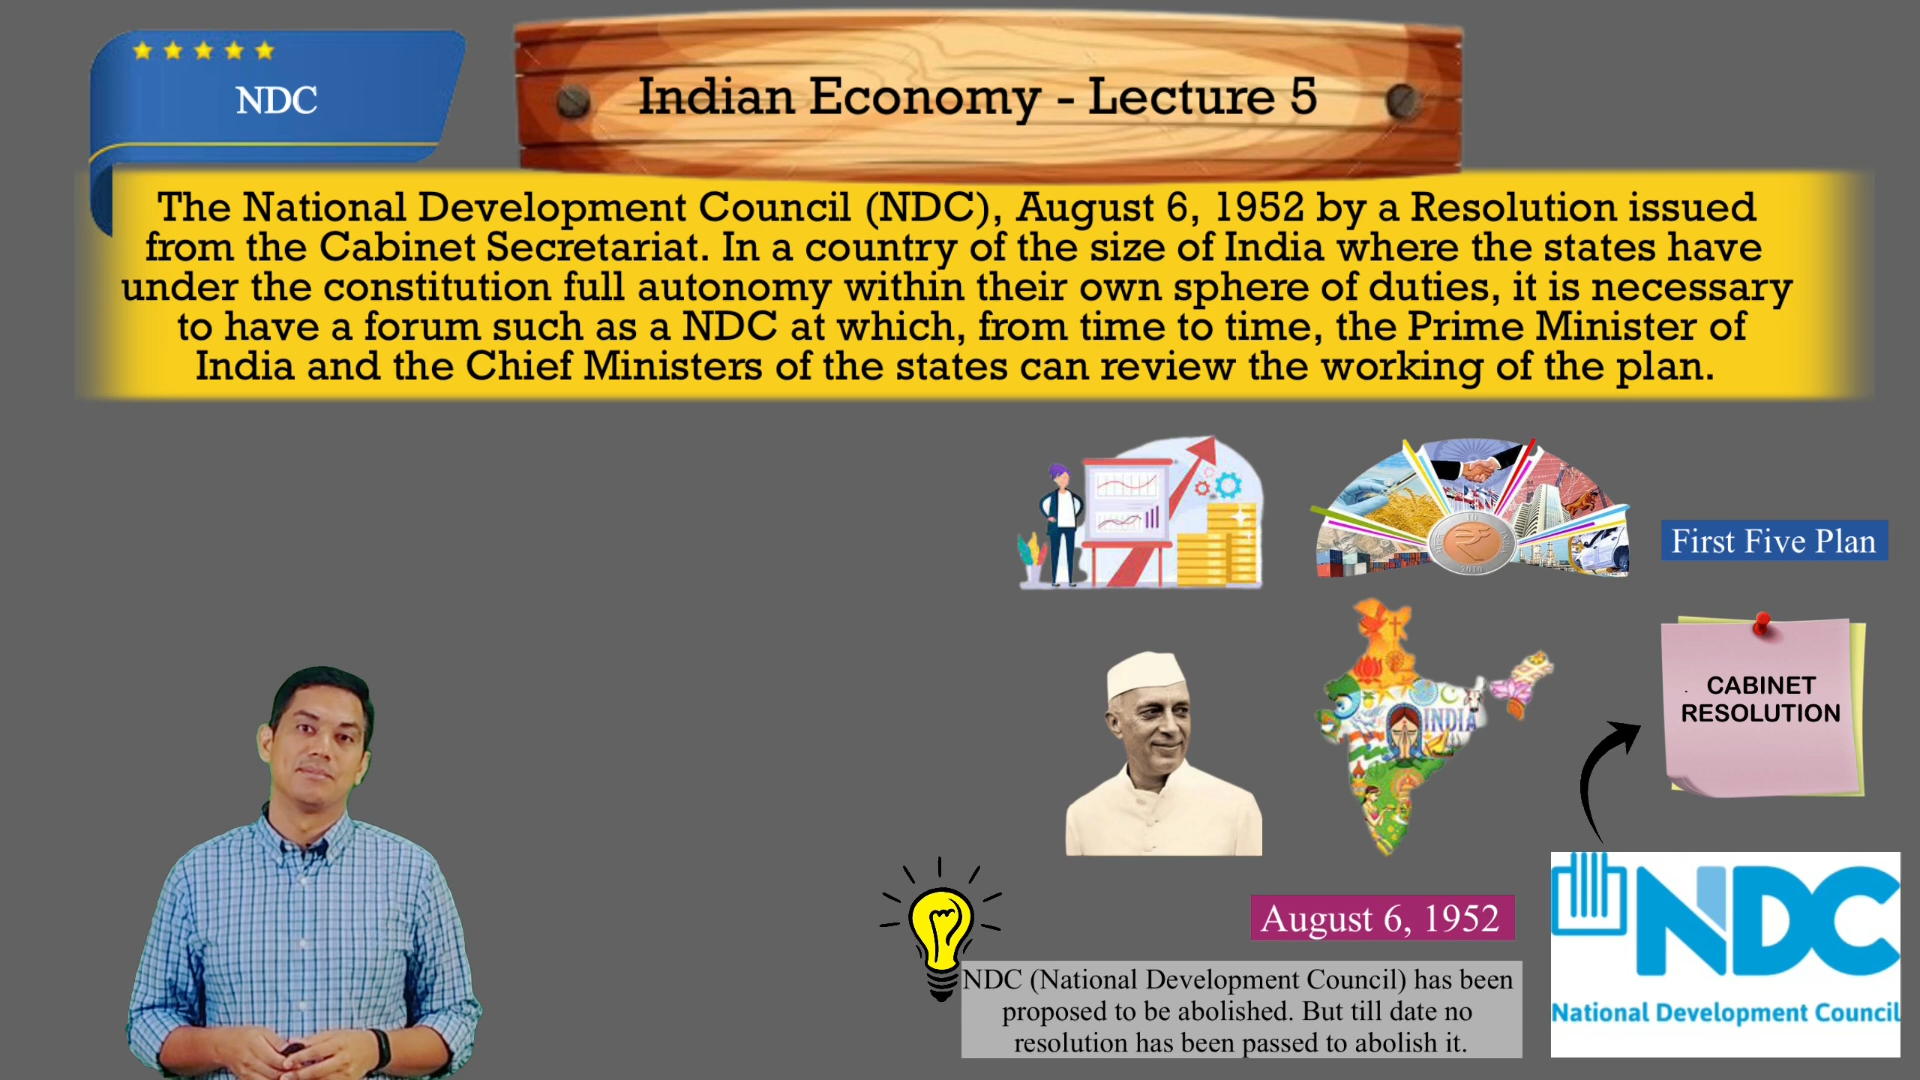 NDC
Indian Economy - Lecture 5
The National Development Council (NDC), August 6, 1952 by a Resolution issued
from the Cabinet Secretariat. In a country of the size of India where the states have
under the constitution full autonomy within their own sphere of duties, it is necessary
to have a forum such as a NDC at which, from time to time, the Prime Minister of
India and the Chief Ministers of the states can review the working of the plan.
First Five Plan
INDIA
. CABINET
RESOLUTION
August 6, 1952
NDC (National Development Council) has been
proposed to be abolished. But till date no
resolution has been passed to abolish it.
NDC
National Development Council